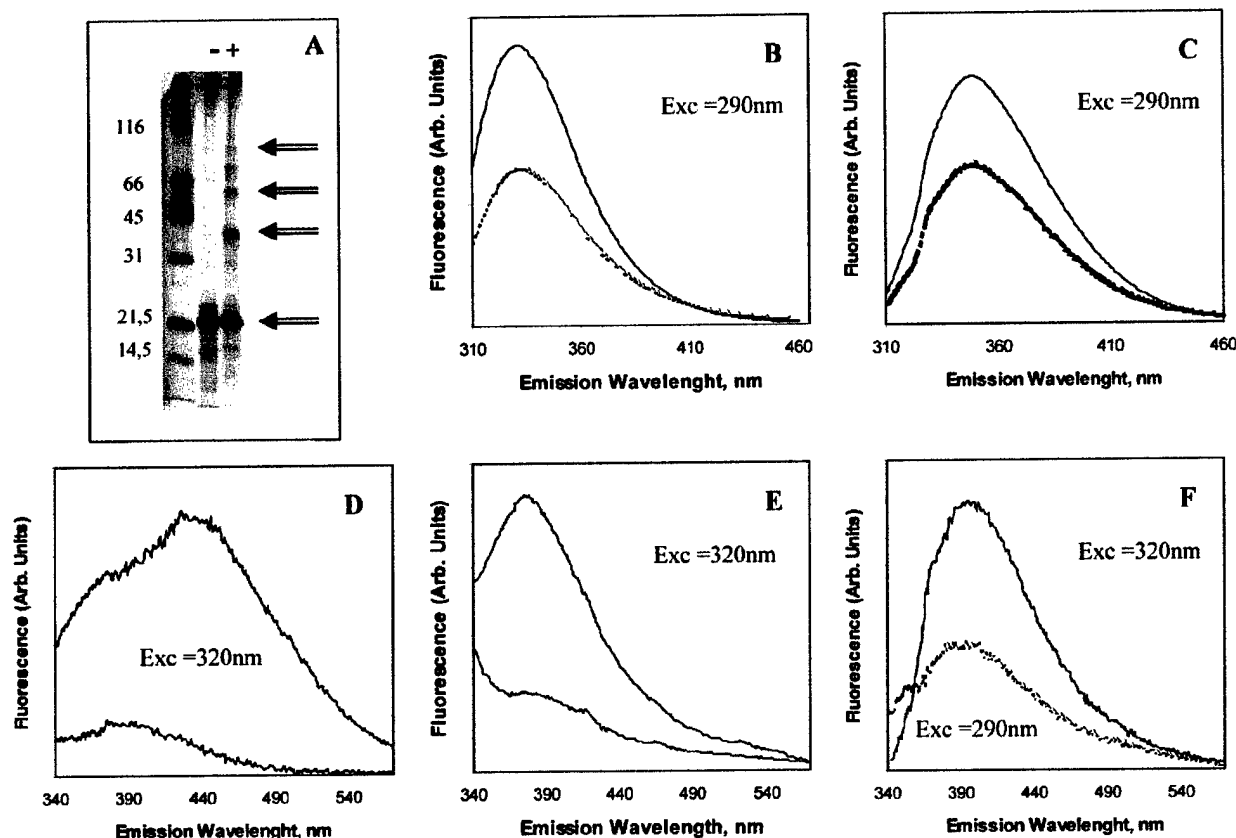 A
- +
116
66
45
31
21,5
14,5
B
Exc =290nm
Fluorescence (Arb. Units)
310 360 410 460
Emission Wavelenght, nm
C
Exc =290nm
Fluorescence (Arb. Units)
310 360 410 460
Emission Wavelenght, nm
D
Exc =320nm
Fluorescence (Arb. Units)
340 390 440 490 540
Emission Wavelenght, nm
E
Exc =320nm
Fluorescence (Arb. Units)
340 390 440 490 540
Emission Wavelength, nm
F
Exc =320nm
Exc =290nm
Fluorescence (Arb. Units)
340 390 440 490 540
Emission Wavelenght, nm